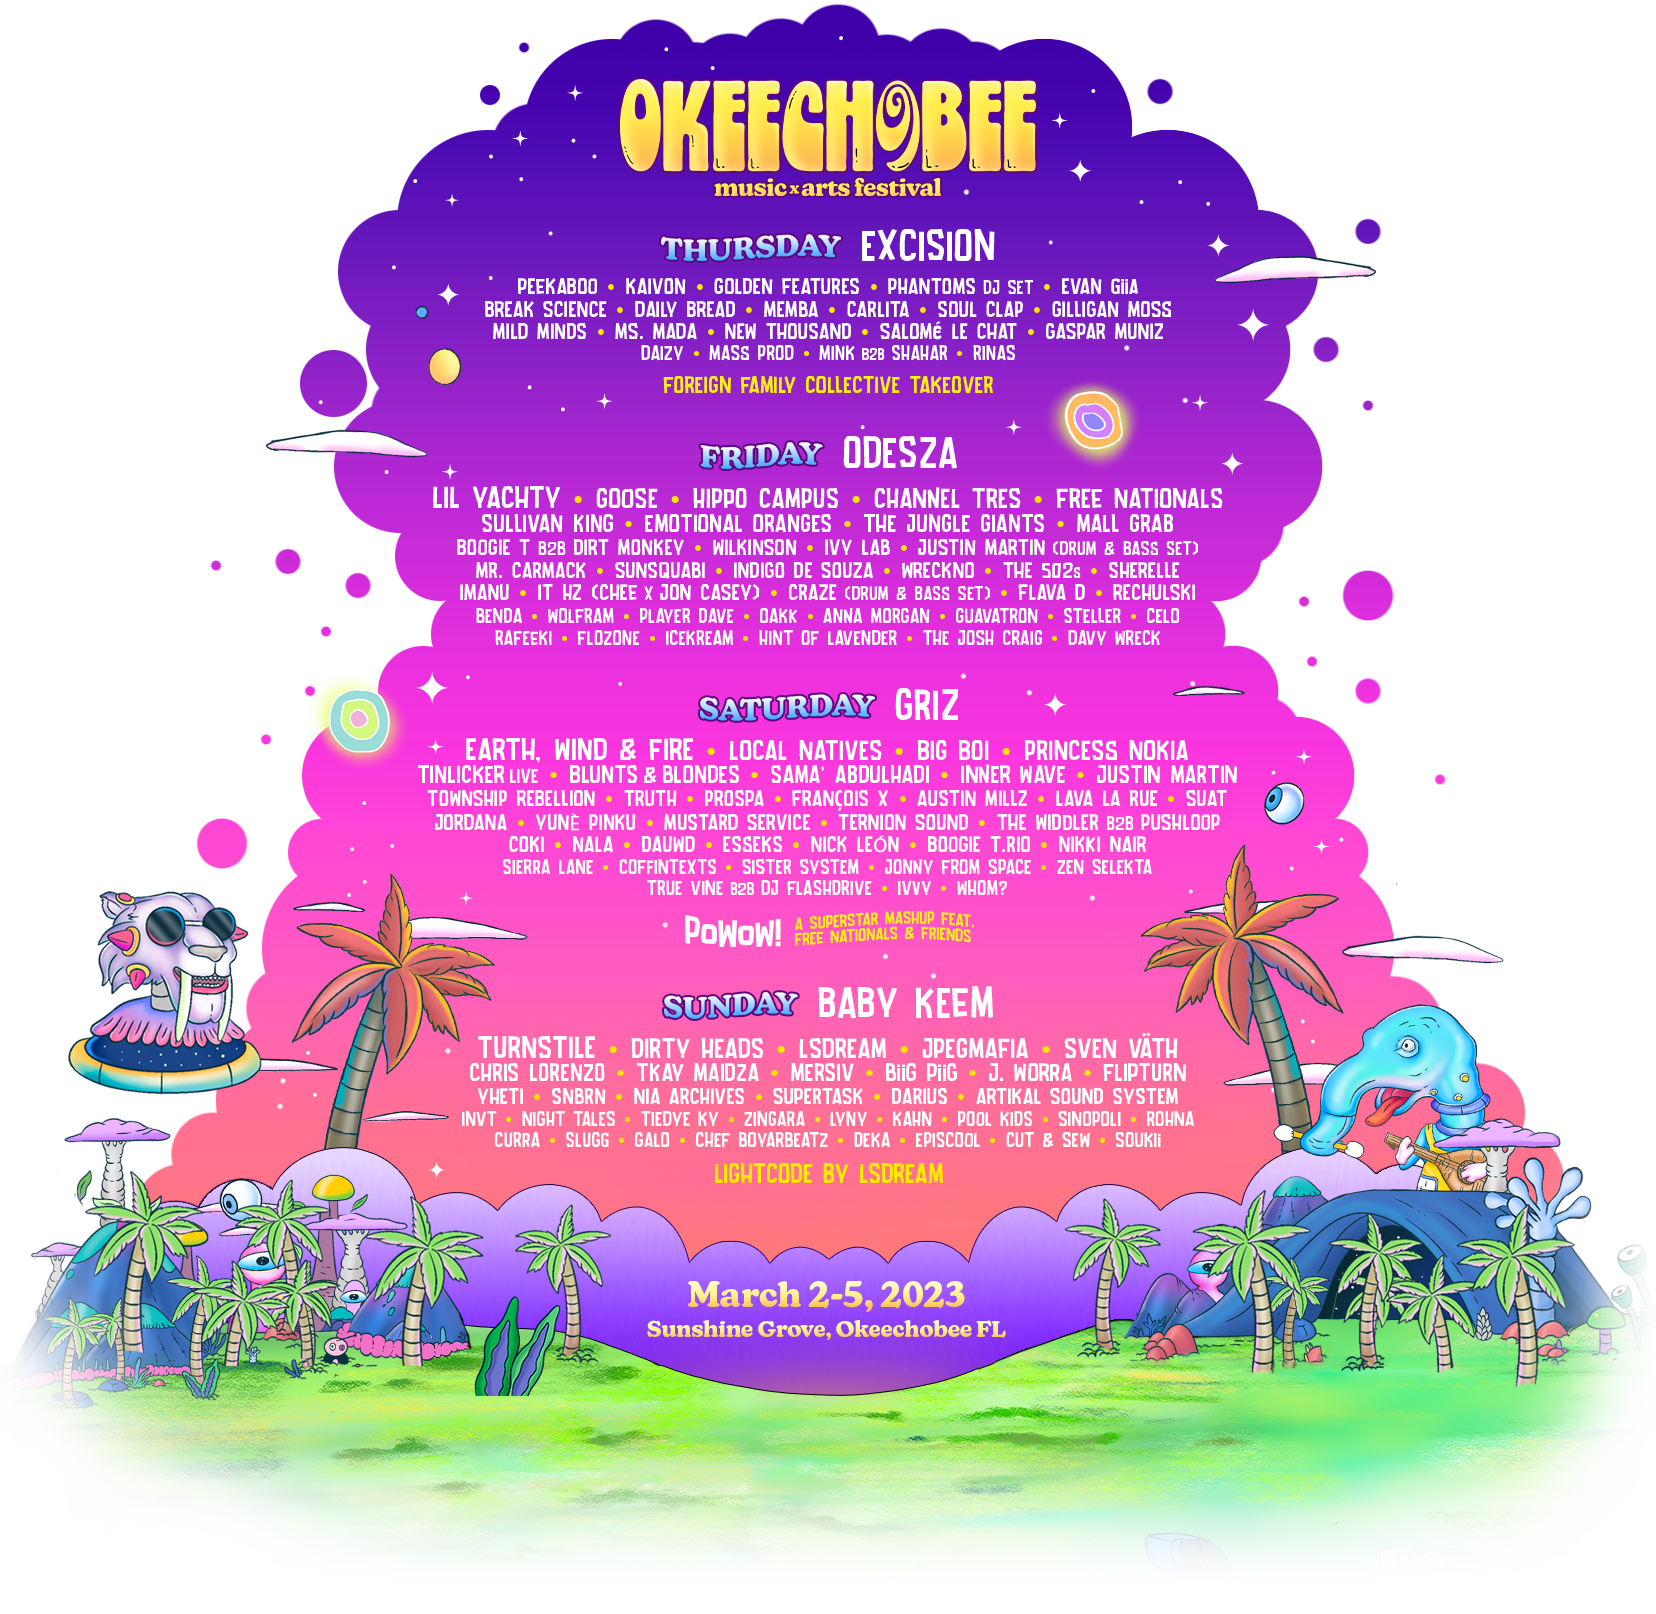 OKEECHOBEE
music x arts festival
THURSDAY EXCISION
PEEKABOO • KAIVON • GOLDEN FEATURES • PHANTOMS DJ SET • EVAN GiiA
BREAK SCIENCE • DAILY BREAD • MEMBA • CARLITA • SOUL CLAP • GILLIGAN MOSS
MILD MINDS • MS. MADA • NEW THOUSAND • SALOMé LE CHAT • GASPAR MUNIZ
DAIZY • MASS PROD • MINK B2B SHAHAR • RINAS
FOREIGN FAMILY COLLECTIVE TAKEOVER
FRIDAY ODESZA
LIL YACHTY • GOOSE • HIPPO CAMPUS • CHANNEL TRES • FREE NATIONALS
SULLIVAN KING • EMOTIONAL ORANGES • THE JUNGLE GIANTS • MALL GRAB
BOOGIE T B2B DIRT MONKEY • WILKINSON • IVY LAB • JUSTIN MARTIN (DRUM & BASS SET)
MR. CARMACK • SUNSQUABI • INDIGO DE SOUZA • WRECKNO • THE 502s • SHERELLE
IMANU • IT HZ (CHEE X JON CASEY) • CRAZE (DRUM & BASS SET) • FLAVA D • RECHULSKI
BENDA • WOLFRAM • PLAYER DAVE • OAKK • ANNA MORGAN • GUAVATRON • STELLER • CELO
RAFEEKI • FLOZONE • ICEKREAM • HINT OF LAVENDER • THE JOSH CRAIG • DAVY WRECK
SATURDAY GRIZ
EARTH, WIND & FIRE • LOCAL NATIVES • BIG BOI • PRINCESS NOKIA
TINLICKER LIVE • BLUNTS & BLONDES • SAMA' ABDULHADI • INNER WAVE • JUSTIN MARTIN
TOWNSHIP REBELLION • TRUTH • PROSPA • FRANÇOIS X • AUSTIN MILLZ • LAVA LA RUE • SUAT
JORDANA • YUNÈ PINKU • MUSTARD SERVICE • TERNION SOUND • THE WIDDLER B2B PUSHLOOP
COKI • NALA • DAUWD • ESSEKS • NICK LEÓN • BOOGIE T.RIO • NIKKI NAIR
SIERRA LANE • COFFINTEXTS • SISTER SYSTEM • JONNY FROM SPACE • ZEN SELEKTA
TRUE VINE B2B DJ FLASHDRIVE • IVVY • WHOM?
PoWoW! A SUPERSTAR MASHUP FEAT.
FREE NATIONALS & FRIENDS
SUNDAY BABY KEEM
TURNSTILE • DIRTY HEADS • LSDREAM • JPEGMAFIA • SVEN VÄTH
CHRIS LORENZO • TKAY MAIDZA • MERSIV • BiiG PiiG • J. WORRA • FLIPTURN
YHETI • SNBRN • NIA ARCHIVES • SUPERTASK • DARIUS • ARTIKAL SOUND SYSTEM
INVT • NIGHT TALES • TIEDYE KY • ZINGARA • LYNY • KAHN • POOL KIDS • SINOPOLI • ROHNA
CURRA • SLUGG • GALO • CHEF BOYARBEATZ • DEKA • EPISCOOL • CUT & SEW • SOUKIi
LIGHTCODE BY LSDREAM
March 2-5, 2023
Sunshine Grove, Okeechobee FL